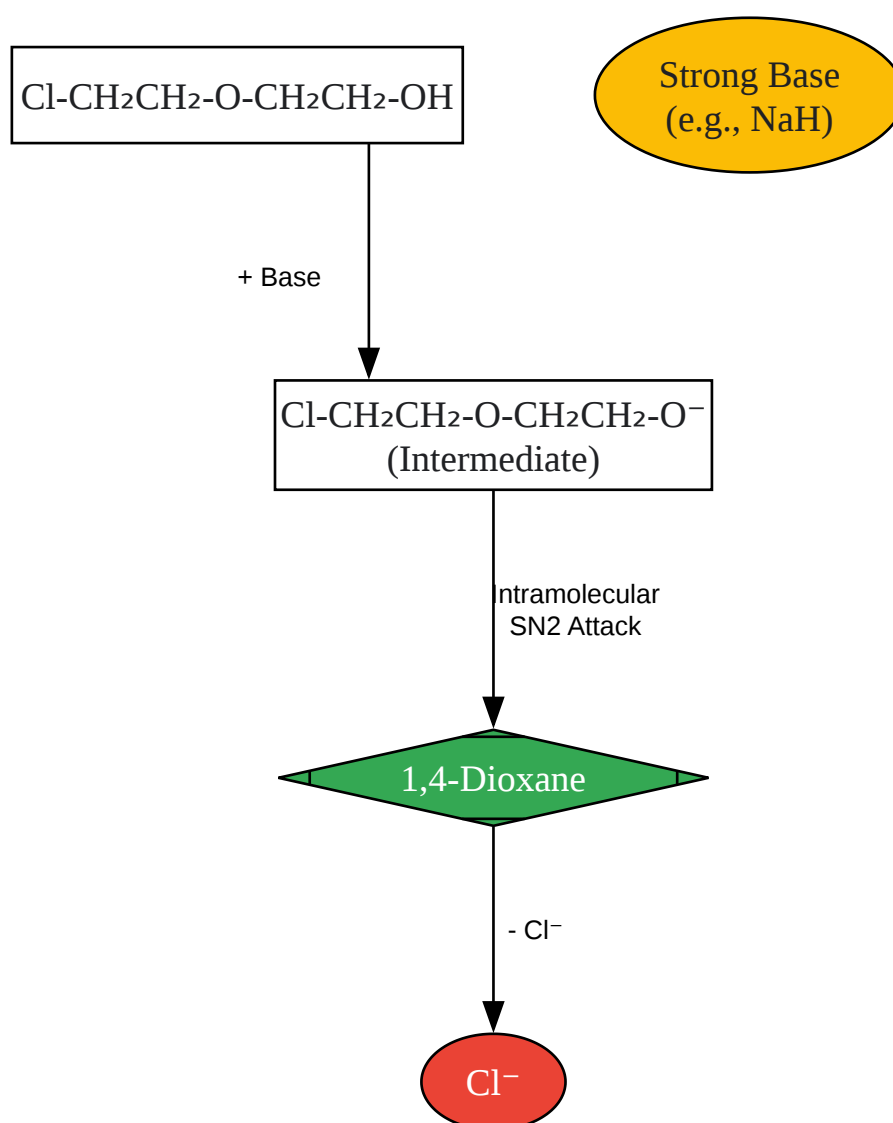 Cl-CH₂CH₂-O-CH₂CH₂-OH
Strong Base
(e.g., NaH)
+ Base
Cl-CH₂CH₂-O-CH₂CH₂-O⁻
(Intermediate)
Intramolecular
SN2 Attack
1,4-Dioxane
- Cl⁻
Cl⁻